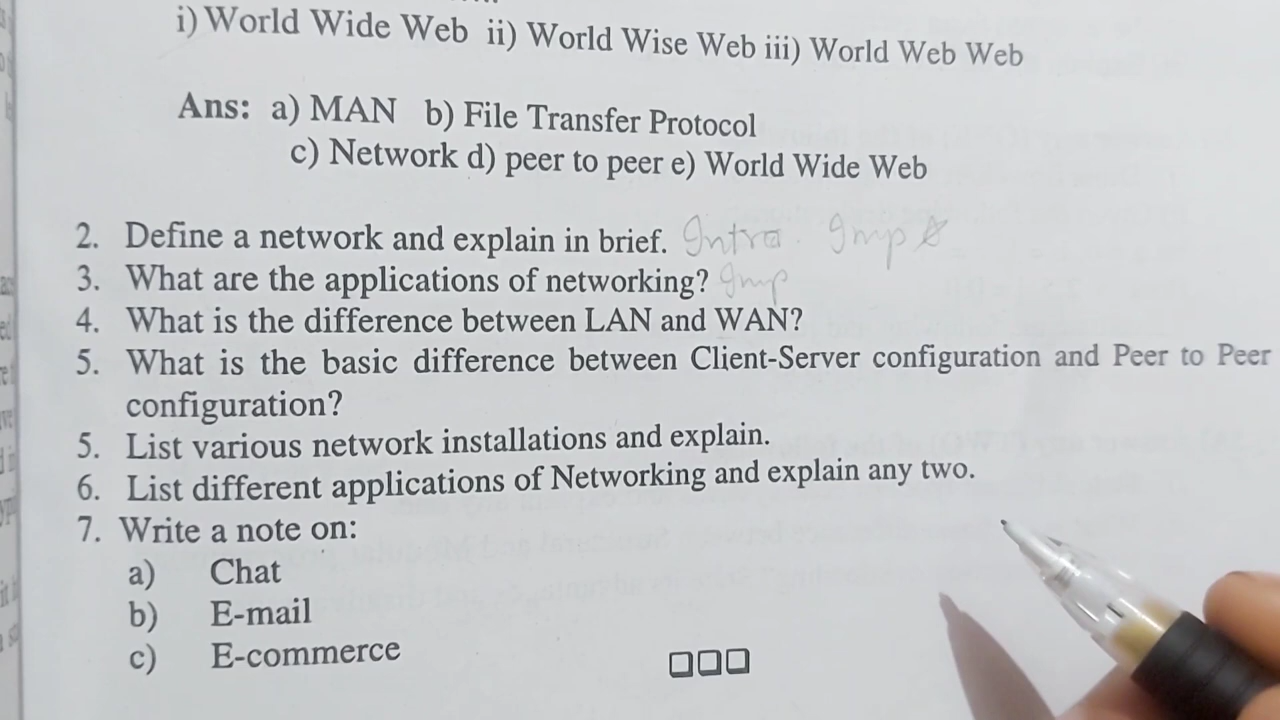 i) World Wide Web ii) World Wise Web iii) World Web Web
Ans: a) MAN b) File Transfer Protocol
c) Network d) peer to peer e) World Wide Web
2. Define a network and explain in brief. Intro. Imp
3. What are the applications of networking? Imp
4. What is the difference between LAN and WAN?
5. What is the basic difference between Client-Server configuration and Peer to Peer
configuration?
5. List various network installations and explain.
6. List different applications of Networking and explain any two.
7. Write a note on:
a) Chat
b) E-mail
c) E-commerce